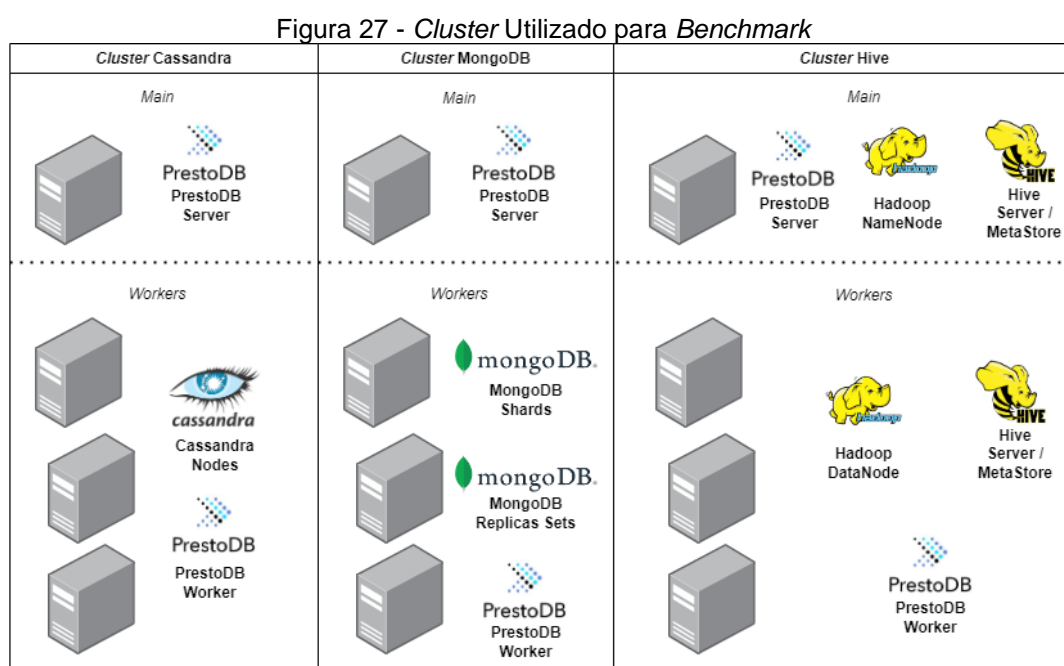 Figura 27 - Cluster Utilizado para Benchmark
Cluster Cassandra
Main
PrestoDB
PrestoDB
Server
Workers
cassandra
Cassandra
Nodes
PrestoDB
PrestoDB
Worker
Cluster MongoDB
Main
PrestoDB
PrestoDB
Server
Workers
mongoDB.
MongoDB
Shards
mongoDB.
MongoDB
Replicas Sets
PrestoDB
PrestoDB
Worker
Cluster Hive
Main
PrestoDB
PrestoDB
Server
hadoop
Hadoop
NameNode
HIVE
Hive
Server /
MetaStore
Workers
hadoop
Hadoop
DataNode
HIVE
Hive
Server /
MetaStore
PrestoDB
PrestoDB
Worker